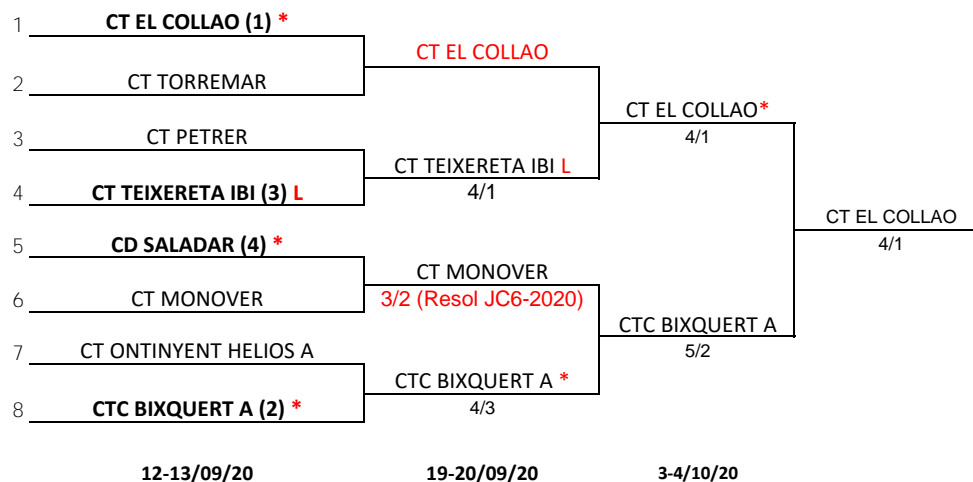 1 CT EL COLLAO (1) *
CT EL COLLAO
2 CT TORREMAR
CT EL COLLAO*
4/1
3 CT PETRER
CT TEIXERETA IBI L
4/1
4 CT TEIXERETA IBI (3) L
CT EL COLLAO
4/1
5 CD SALADAR (4) *
CT MONOVER
3/2 (Resol JC6-2020)
6 CT MONOVER
CTC BIXQUERT A
5/2
7 CT ONTINYENT HELIOS A
CTC BIXQUERT A *
4/3
8 CTC BIXQUERT A (2) *
12-13/09/20 19-20/09/20 3-4/10/20